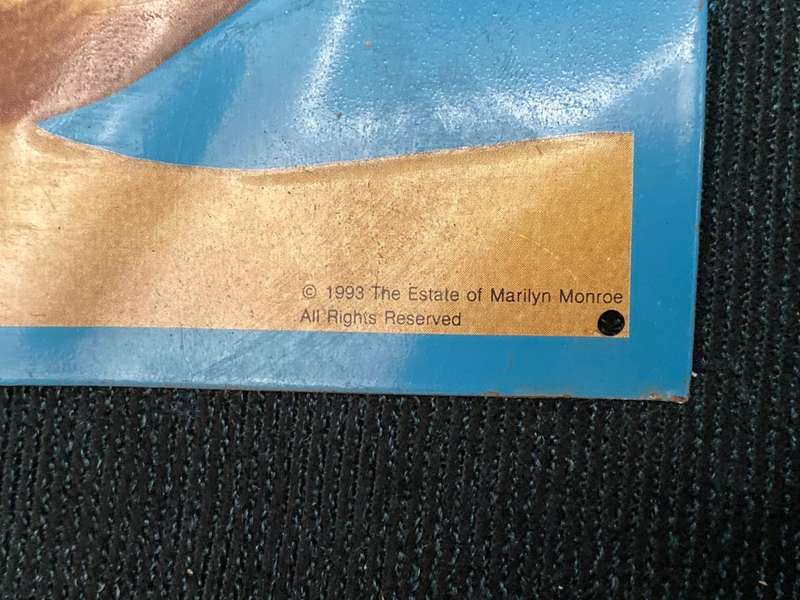 © 1993 The Estate of Marilyn Monroe
All Rights Reserved